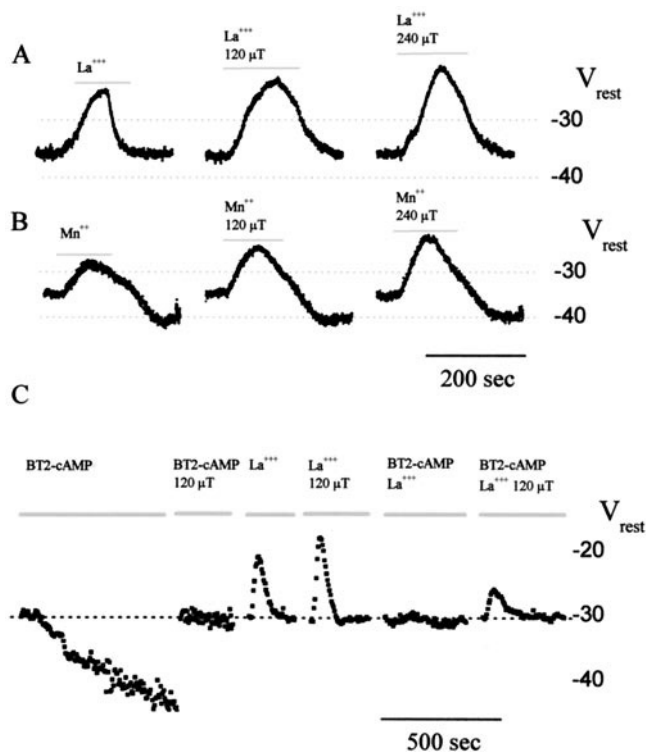 A
La+++
La+++
120 µT
La+++
240 µT
Vrest
-30
-40
B
Mn++
Mn++
120 µT
Mn++
240 µT
Vrest
-30
-40
200 sec
C
BT2-cAMP
BT2-cAMP
120 µT
La+++
La+++
120 µT
BT2-cAMP
La+++
BT2-cAMP
La+++ 120 µT
Vrest
-20
-30
-40
500 sec